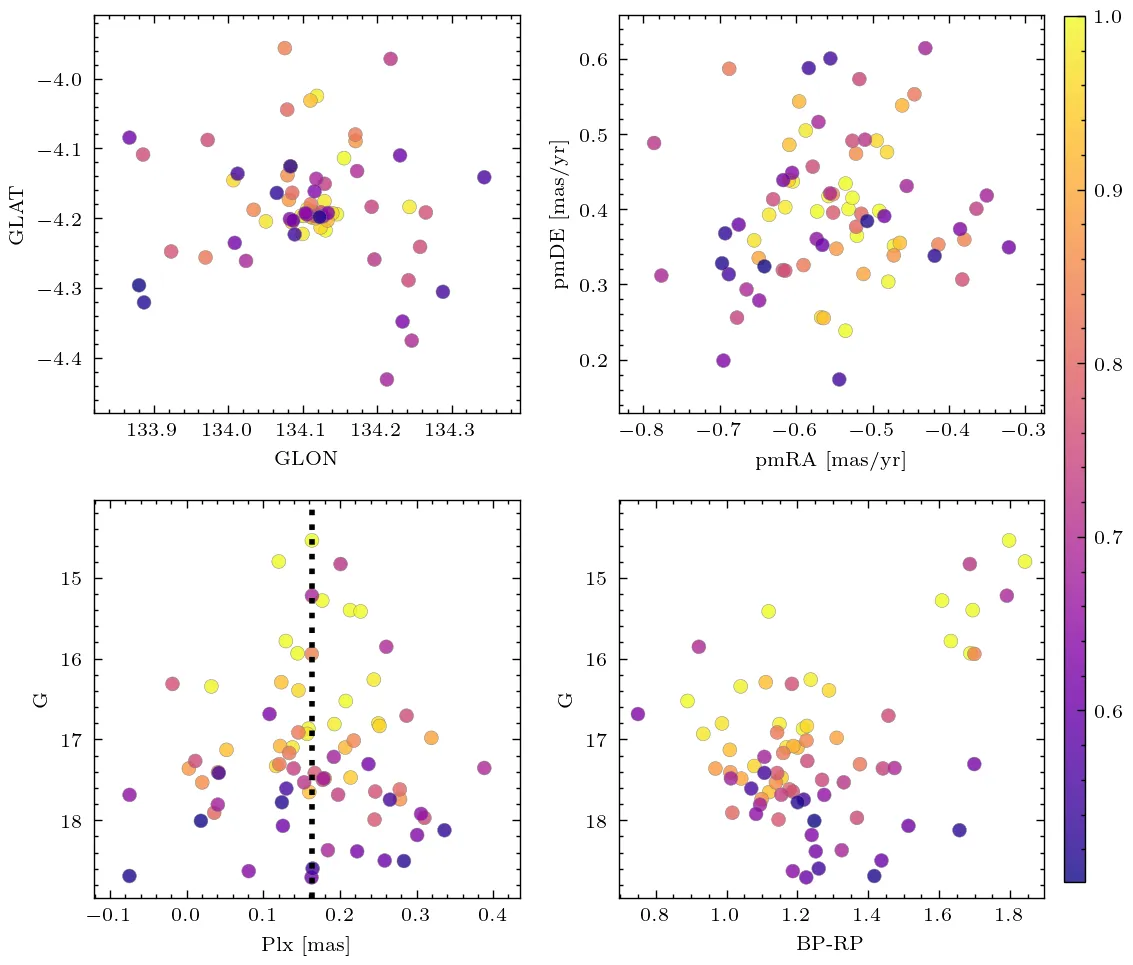 −4.0
−4.1
−4.2
−4.3
−4.4
GLAT
133.9 134.0 134.1 134.2 134.3
GLON
0.6
0.5
0.4
0.3
0.2
pmDE [mas/yr]
−0.8 −0.7 −0.6 −0.5 −0.4 −0.3
pmRA [mas/yr]
1.0
0.9
0.8
0.7
0.6
15
16
17
18
G
−0.1 0.0 0.1 0.2 0.3 0.4
Plx [mas]
15
16
17
18
G
0.8 1.0 1.2 1.4 1.6 1.8
BP-RP